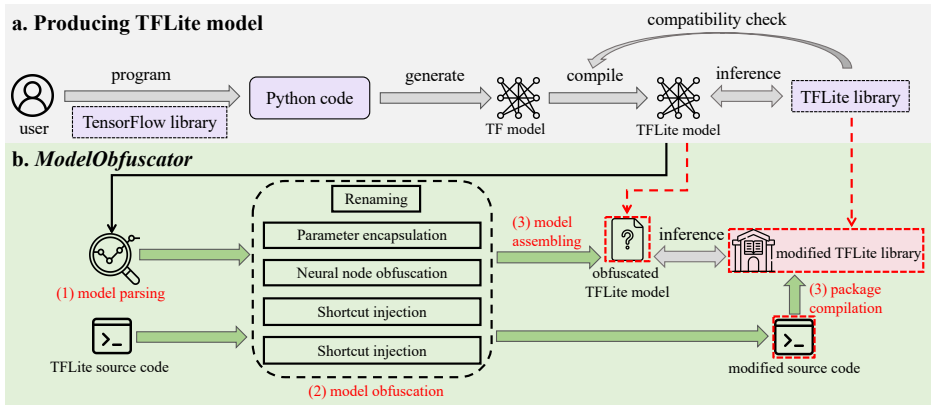 a. Producing TFLite model
compatibility check
program
generate
compile
inference
Python code
TFLite library
TensorFlow library
user
TF model
TFLite model
b. ModelObfuscator
Renaming
Parameter encapsulation
Neural node obfuscation
Shortcut injection
Shortcut injection
(1) model parsing
TFLite source code
(2) model obfuscation
(3) model
assembling
?
obfuscated
TFLite model
inference
modified TFLite library
(3) package
compilation
modified source code